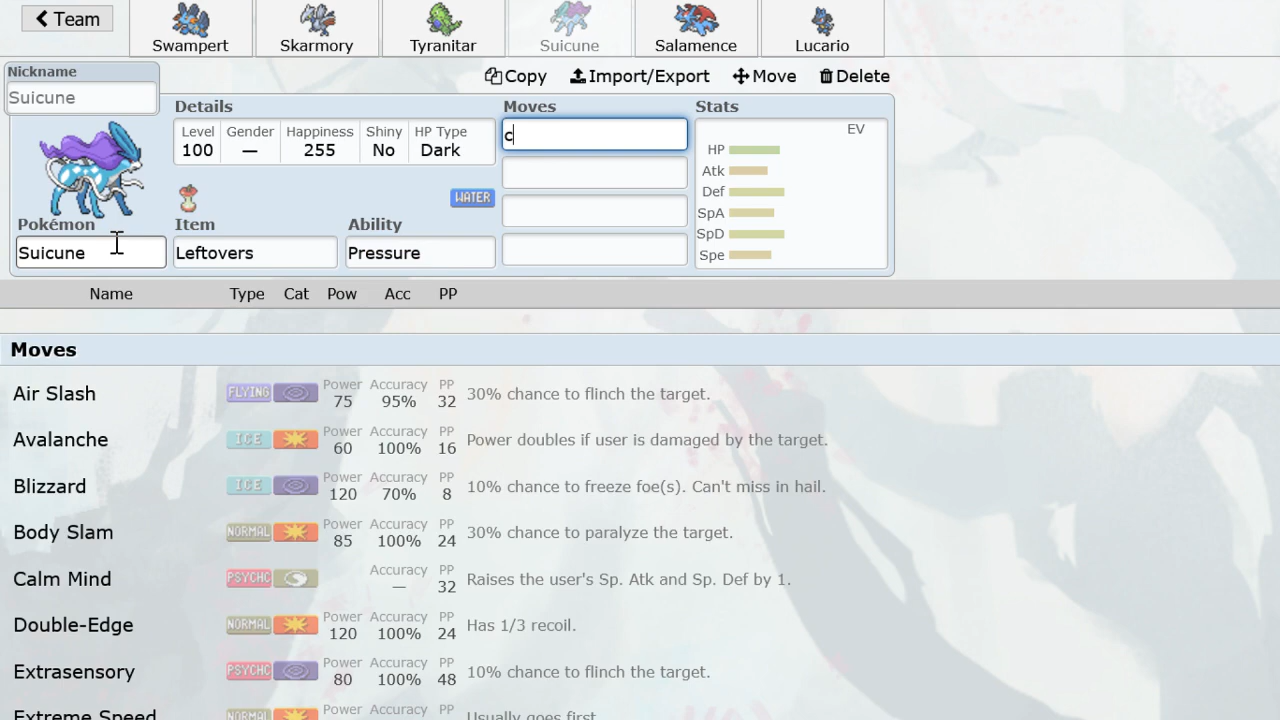 Team
Swampert
Skarmory
Tyranitar
Suicune
Salamence
Lucario
Copy Import/Export Move Delete
Nickname
Suicune
Details
Level Gender Happiness Shiny HP Type
100 — 255 No Dark
WATER
Pokémon Item Ability
Suicune Leftovers Pressure
Moves
c
Stats
EV
HP
Atk
Def
SpA
SpD
Spe
Name Type Cat Pow Acc PP
Moves
Power Accuracy PP
Air Slash FLYING 75 95% 32 30% chance to flinch the target.
Power Accuracy PP
Avalanche ICE 60 100% 16 Power doubles if user is damaged by the target.
Power Accuracy PP
Blizzard ICE 120 70% 8 10% chance to freeze foe(s). Can't miss in hail.
Power Accuracy PP
Body Slam NORMAL 85 100% 24 30% chance to paralyze the target.
Accuracy PP
Calm Mind PSYCHC — 32 Raises the user's Sp. Atk and Sp. Def by 1.
Power Accuracy PP
Double-Edge NORMAL 120 100% 24 Has 1/3 recoil.
Power Accuracy PP
Extrasensory PSYCHC 80 100% 48 10% chance to flinch the target.
Power Accuracy PP
Extreme Speed NORMAL Usually goes first.